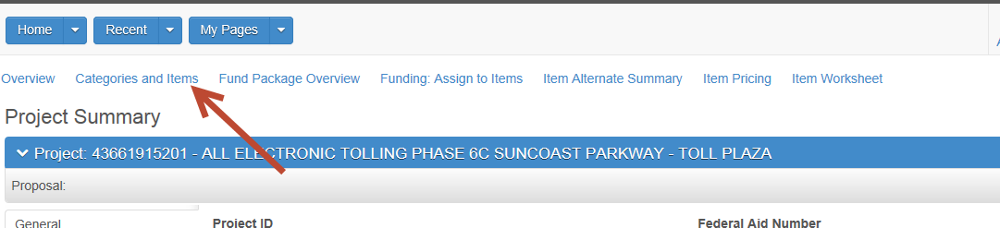 Home Recent My Pages
Overview Categories and Items Fund Package Overview Funding: Assign to Items Item Alternate Summary Item Pricing Item Worksheet
Project Summary
Project: 43661915201 - ALL ELECTRONIC TOLLING PHASE 6C SUNCOAST PARKWAY - TOLL PLAZA
Proposal:
General Project ID Federal Aid Number